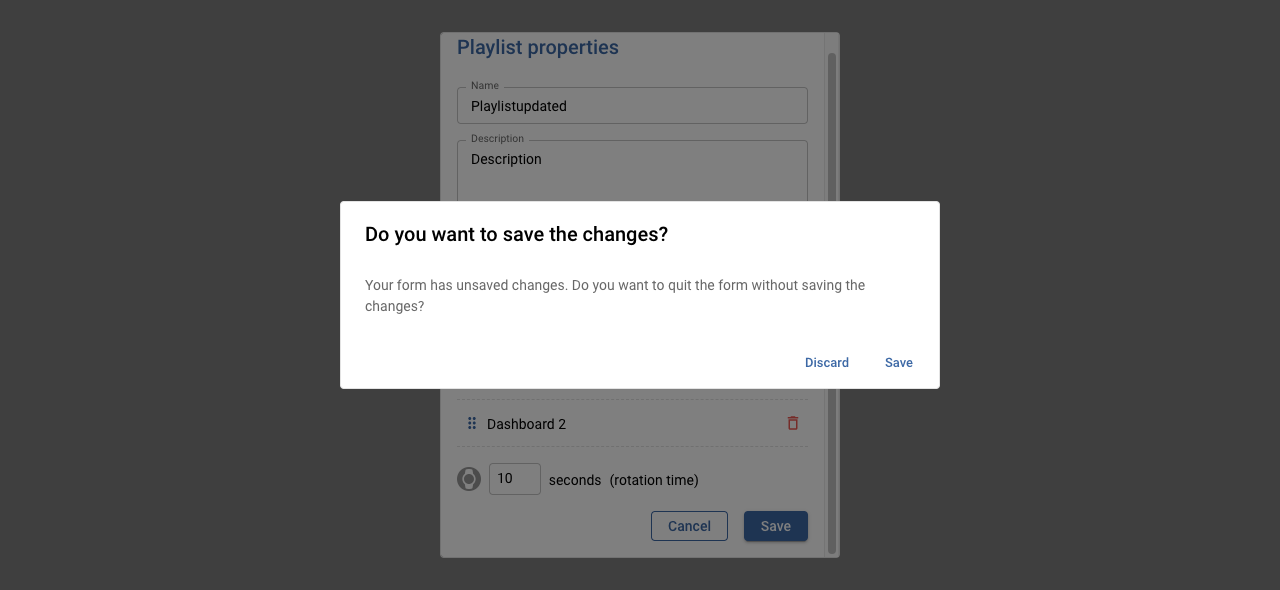 Playlist properties
Name
Playlistupdated
Description
Description
Do you want to save the changes?
Your form has unsaved changes. Do you want to quit the form without saving the
changes?
Discard Save
Dashboard 2
10 seconds (rotation time)
Cancel Save